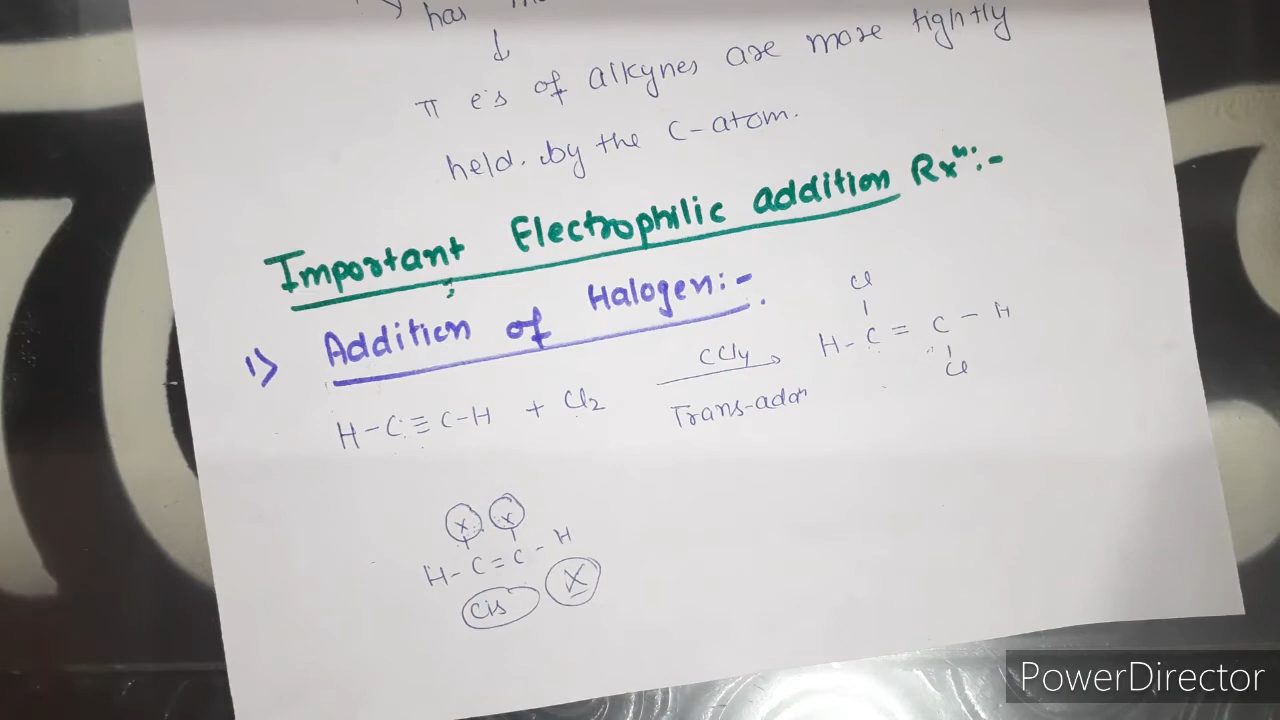 has
↓
π e's of alkynes are more tightly
held. by the C-atom.
Important Electrophilic addition Rxⁿ:-
1) Addition of Halogen:-
H-C≡C-H + Cl2 CCl4 → Trans-addⁿ
Cl
H-C=C-H
Cl
X X
H-C=C-H
cis X
PowerDirector